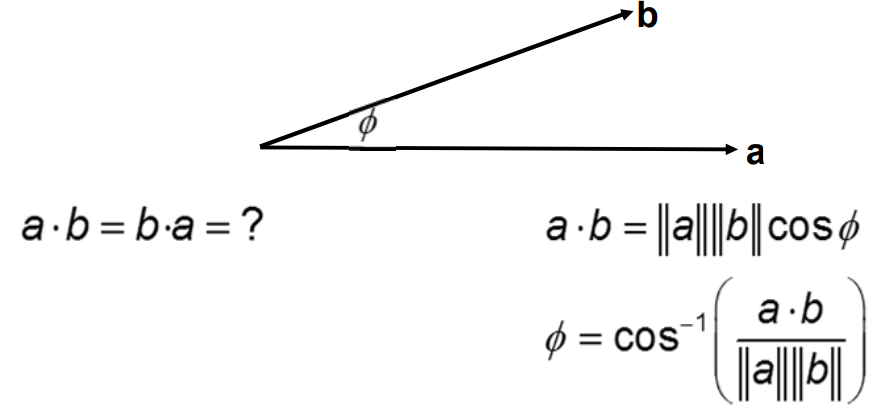 b
ϕ
a
a · b = b · a = ?
a · b = ‖a‖‖b‖ cos ϕ
ϕ = cos⁻¹( a · b / ‖a‖‖b‖ )